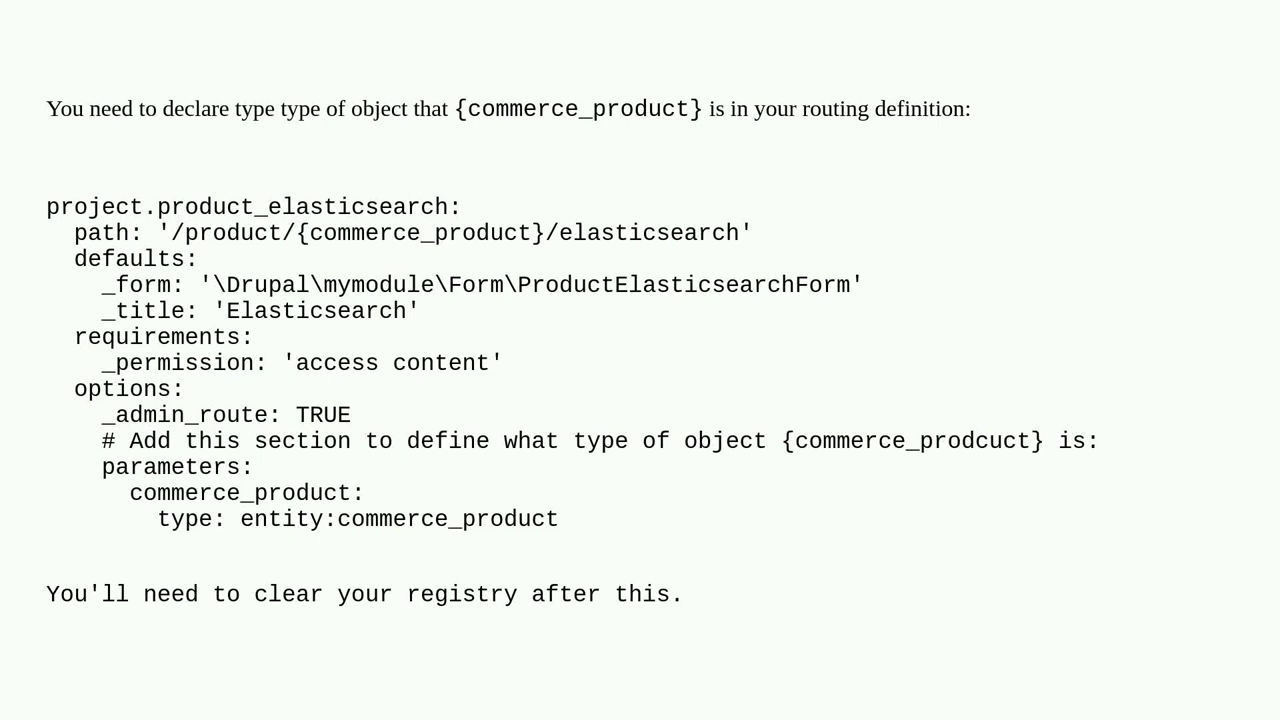 You need to declare type type of object that {commerce_product} is in your routing definition:
project.product_elasticsearch:
  path: '/product/{commerce_product}/elasticsearch'
  defaults:
    _form: '\Drupal\mymodule\Form\ProductElasticsearchForm'
    _title: 'Elasticsearch'
  requirements:
    _permission: 'access content'
  options:
    _admin_route: TRUE
    # Add this section to define what type of object {commerce_prodcuct} is:
    parameters:
      commerce_product:
        type: entity:commerce_product
You'll need to clear your registry after this.